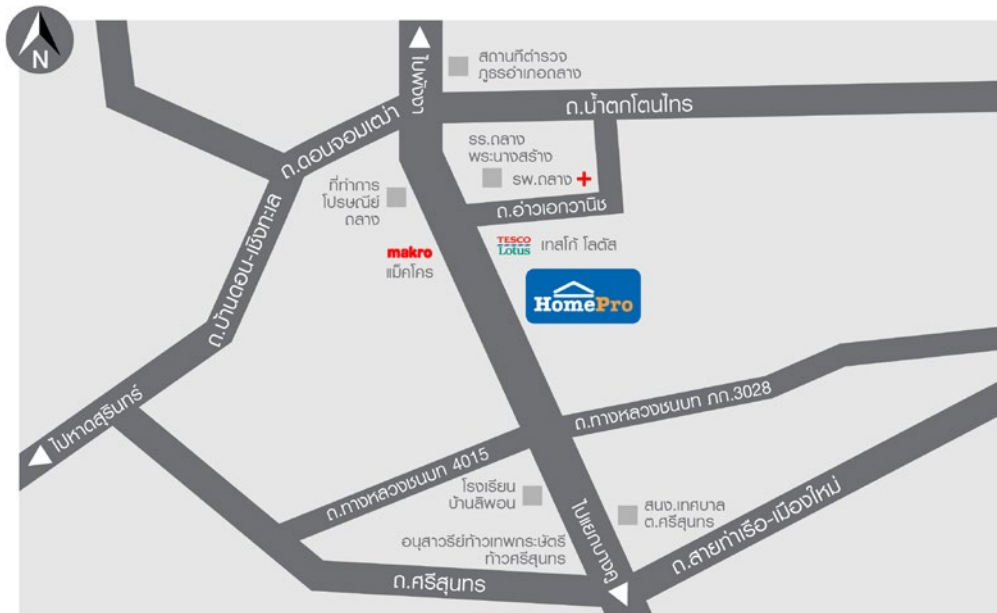 N
ไปพังงา
สถานีตำรวจ
ภูธรอำเภอถลาง
ถ.น้ำตกโตนไทร
ถ.ดอนจอมเฒ่า
รร.ถลาง
พระนางสร้าง
รพ.ถลาง
ที่ทำการ
ไปรษณีย์
ถลาง
ถ.อ่าวเอกวานิช
ถ.บ้านดอน-เชิงทะเล
makro
แม็คโคร
TESCO
Lotus
เทสโก้ โลตัส
HomePro
ไปหาดสุรินทร์
ถ.ทางหลวงชนบท ภก.3028
ถ.ทางหลวงชนบท 4015
โรงเรียน
บ้านลิพอน
ไปแยกบางคู
สนง.เทศบาล
ต.ศรีสุนทร
ถ.สายท่าเรือ-เมืองใหม่
อนุสาวรีย์ท้าวเทพกระษัตรี
ท้าวศรีสุนทร
ถ.ศรีสุนทร